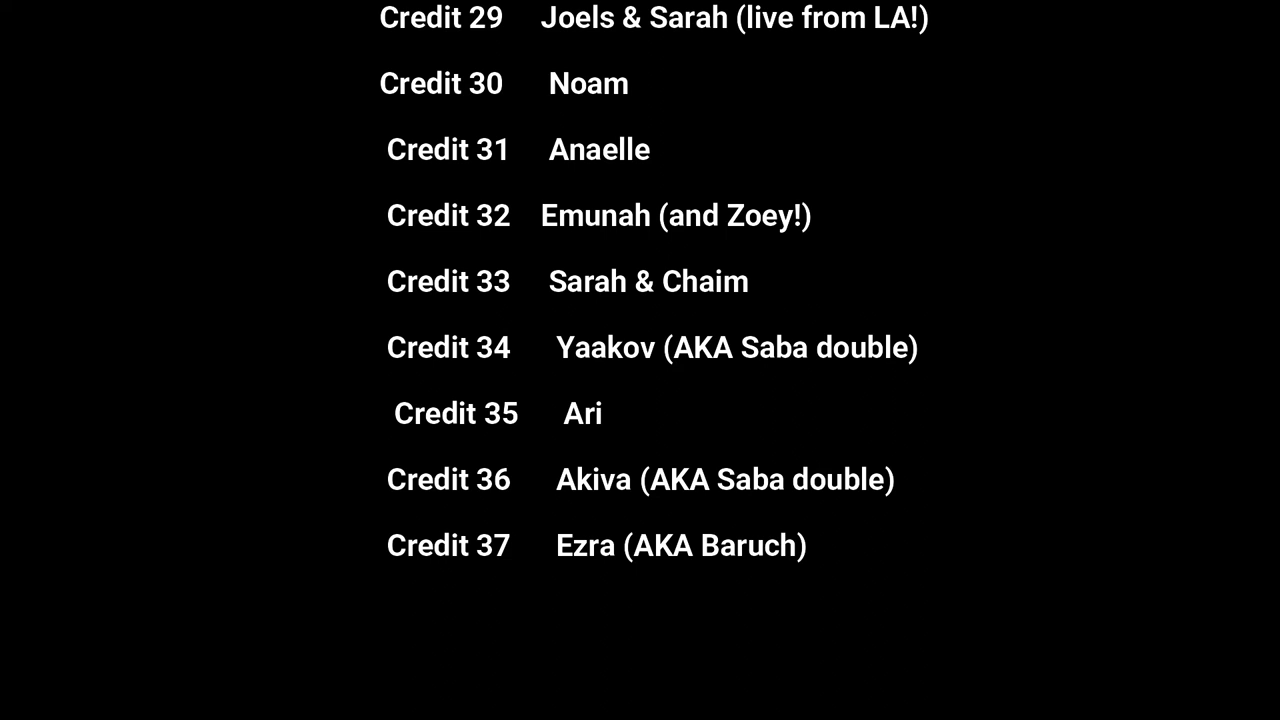 Credit 29 Joels & Sarah (live from LA!)
Credit 30 Noam
Credit 31 Anaelle
Credit 32 Emunah (and Zoey!)
Credit 33 Sarah & Chaim
Credit 34 Yaakov (AKA Saba double)
Credit 35 Ari
Credit 36 Akiva (AKA Saba double)
Credit 37 Ezra (AKA Baruch)